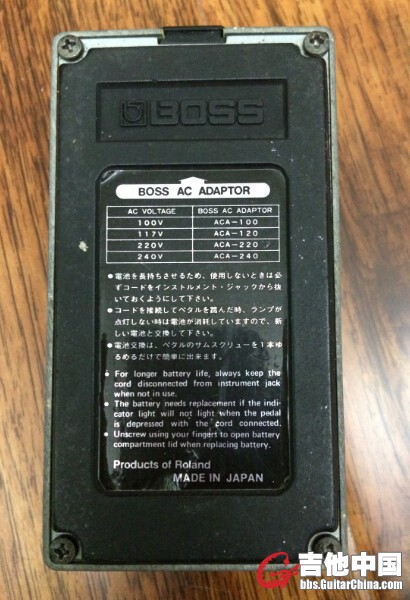 BOSS
BOSS AC ADAPTOR
AC VOLTAGE BOSS AC ADAPTOR
100V ACA-100
117V ACA-120
220V ACA-220
240V ACA-240
●電池を長持ちさせるため、使用しないときは必
ずコードをインストルメント・ジャックから抜
いておくようにして下さい。
●コードを接続してペタルを踏んだ時、ランプが
点灯しない時は電池が消耗していますので、新
しい電池と交換して下さい。
●電池交換は、ペタルのサムスクリューを1本ゆ
るめるだけで簡単に出来ます。
● For longer battery life, always keep the
cord disconnected from instrument jack
when not in use.
● The battery needs replacement if the indi-
cator light will not light when the pedal
is depressed with the cord connected.
● Unscrew using your fingers to open battery
compartment lid when replacing battery.
Products of Roland
MADE IN JAPAN
吉他中国
bbs.GuitarChina.com